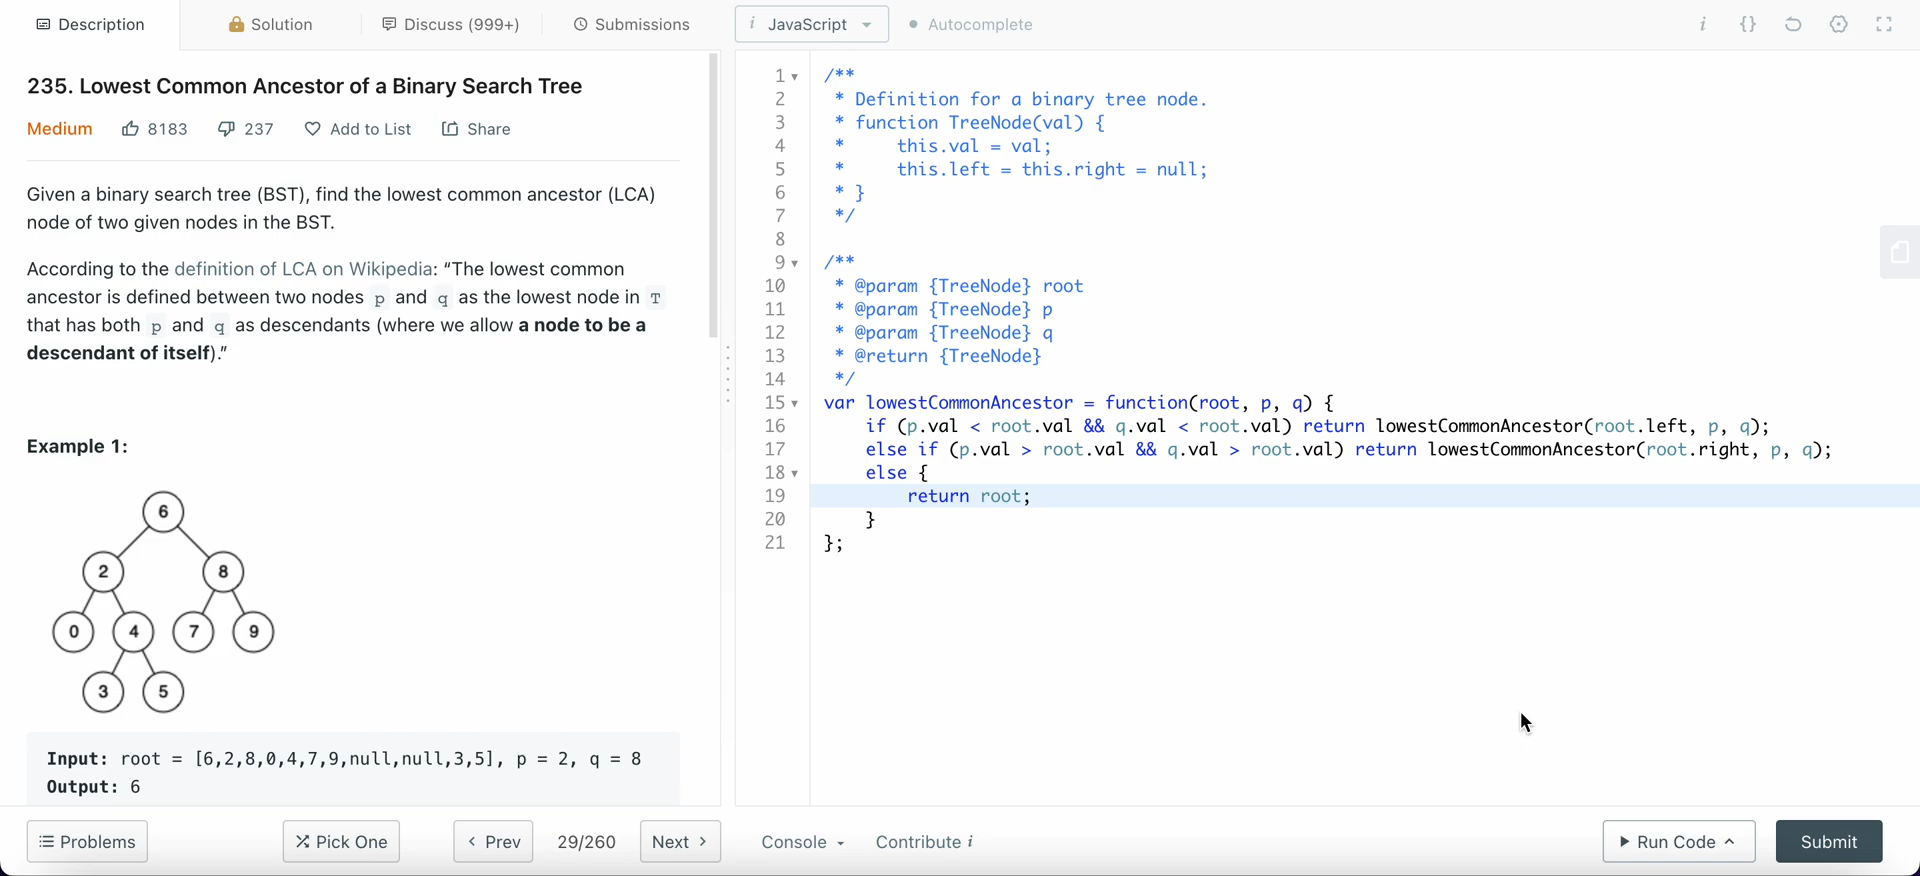 Description
Solution
Discuss (999+)
Submissions
i JavaScript
Autocomplete
i {}
235. Lowest Common Ancestor of a Binary Search Tree
Medium 8183 237 Add to List Share
Given a binary search tree (BST), find the lowest common ancestor (LCA)
node of two given nodes in the BST.
According to the definition of LCA on Wikipedia: “The lowest common
ancestor is defined between two nodes p and q as the lowest node in T
that has both p and q as descendants (where we allow a node to be a
descendant of itself).”
Example 1:
6
2 8
0 4 7 9
3 5
Input: root = [6,2,8,0,4,7,9,null,null,3,5], p = 2, q = 8
Output: 6
1 /**
2  * Definition for a binary tree node.
3  * function TreeNode(val) {
4  *     this.val = val;
5  *     this.left = this.right = null;
6  * }
7  */
8
9 /**
10  * @param {TreeNode} root
11  * @param {TreeNode} p
12  * @param {TreeNode} q
13  * @return {TreeNode}
14  */
15 var lowestCommonAncestor = function(root, p, q) {
16     if (p.val < root.val && q.val < root.val) return lowestCommonAncestor(root.left, p, q);
17     else if (p.val > root.val && q.val > root.val) return lowestCommonAncestor(root.right, p, q);
18     else {
19         return root;
20     }
21 };
Problems
Pick One
< Prev
29/260
Next >
Console
Contribute i
Run Code
Submit